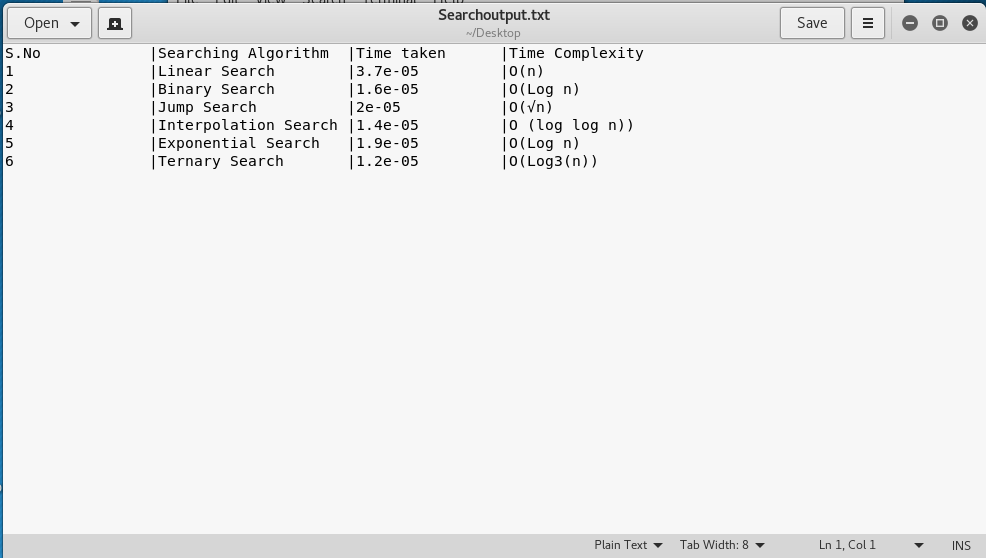 Open
Searchoutput.txt
~/Desktop
Save
S.No |Searching Algorithm |Time taken |Time Complexity
1 |Linear Search |3.7e-05 |O(n)
2 |Binary Search |1.6e-05 |O(Log n)
3 |Jump Search |2e-05 |O(√n)
4 |Interpolation Search |1.4e-05 |O (log log n))
5 |Exponential Search |1.9e-05 |O(Log n)
6 |Ternary Search |1.2e-05 |O(Log3(n))
Plain Text Tab Width: 8 Ln 1, Col 1 INS